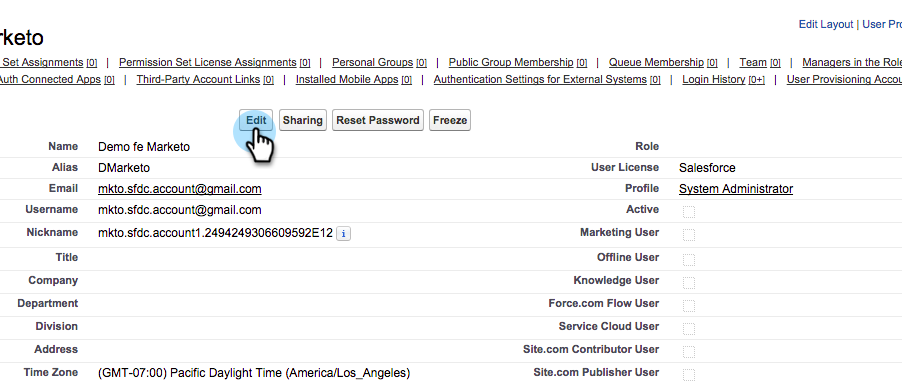 Edit Layout | User Pro
rketo
Set Assignments [0] | Permission Set License Assignments [0] | Personal Groups [0] | Public Group Membership [0] | Queue Membership [0] | Team [0] | Managers in the Role
Auth Connected Apps [0] | Third-Party Account Links [0] | Installed Mobile Apps [0] | Authentication Settings for External Systems [0] | Login History [0+] | User Provisioning Accou
Edit Sharing Reset Password Freeze
Name Demo fe Marketo Role
Alias DMarketo User License Salesforce
Email mkto.sfdc.account@gmail.com Profile System Administrator
Username mkto.sfdc.account@gmail.com Active
Nickname mkto.sfdc.account1.2494249306609592E12 i Marketing User
Title Offline User
Company Knowledge User
Department Force.com Flow User
Division Service Cloud User
Address Site.com Contributor User
Time Zone (GMT-07:00) Pacific Daylight Time (America/Los_Angeles) Site.com Publisher User